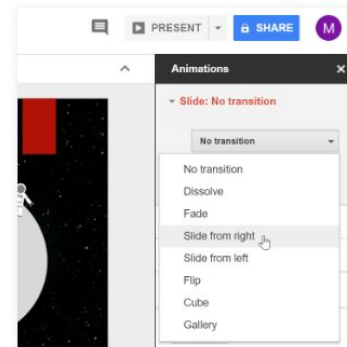 PRESENT
SHARE
M
Animations
Slide: No transition
No transition
No transition
Dissolve
Fade
Slide from right
Slide from left
Flip
Cube
Gallery